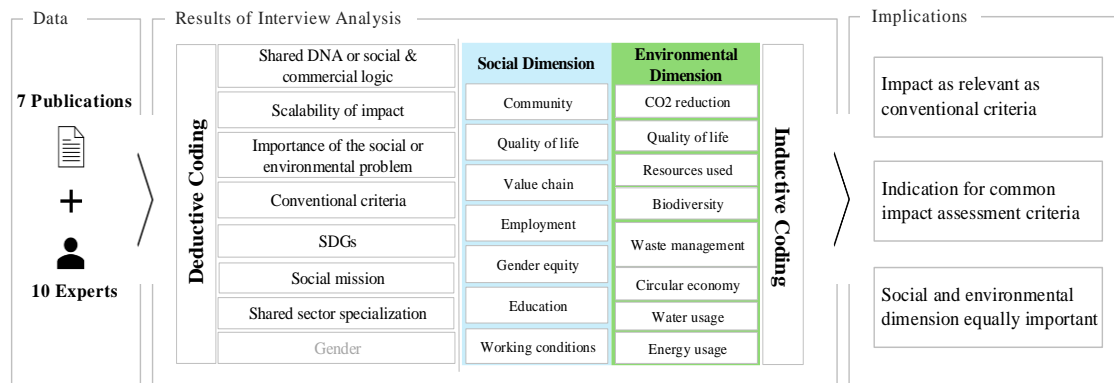 Data
Results of Interview Analysis
Implications
7 Publications
+
10 Experts
Deductive Coding
Shared DNA or social &
commercial logic
Scalability of impact
Importance of the social or
environmental problem
Conventional criteria
SDGs
Social mission
Shared sector specialization
Gender
Social Dimension
Community
Quality of life
Value chain
Employment
Gender equity
Education
Working conditions
Environmental
Dimension
CO2 reduction
Quality of life
Resources used
Biodiversity
Waste management
Circular economy
Water usage
Energy usage
Inductive Coding
Impact as relevant as
conventional criteria
Indication for common
impact assessment criteria
Social and environmental
dimension equally important